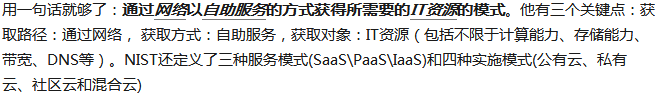 用一句话就够了：通过网络以自助服务的方式获得所需要的IT资源的模式。他有三个关键点：获
取路径：通过网络， 获取方式：自助服务，获取对象：IT资源（包括不限于计算能力、存储能力、
带宽、DNS等）。NIST还定义了三种服务模式(SaaS\PaaS\IaaS)和四种实施模式(公有云、私有
云、社区云和混合云)